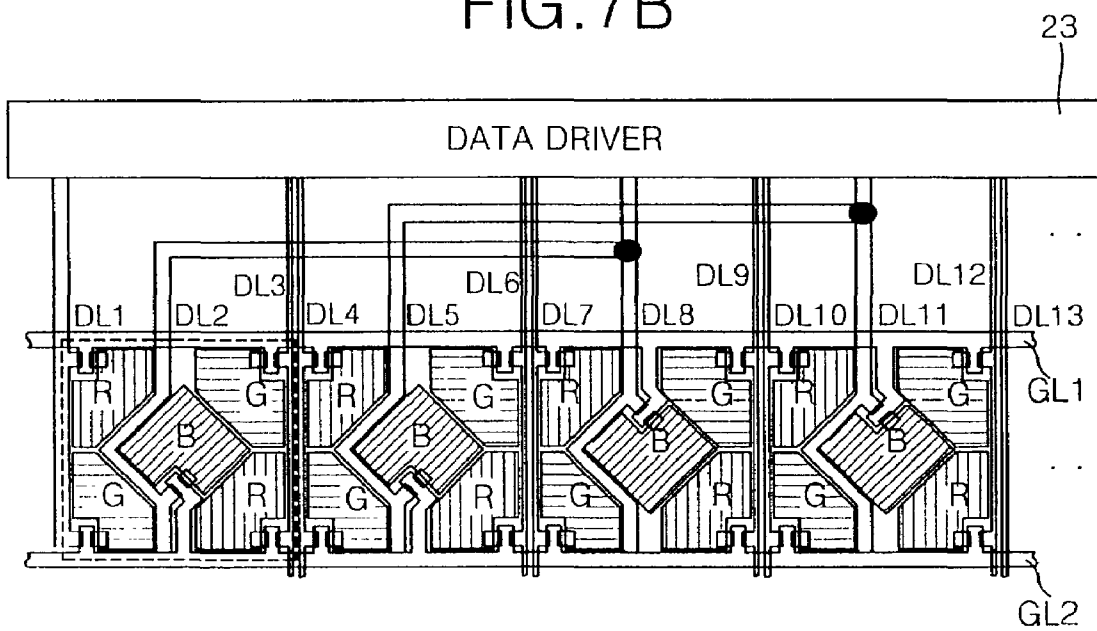 FIG. 7B
23
DATA DRIVER
DL3 DL6 DL9 DL12 . .
DL1 DL2 DL4 DL5 DL7 DL8 DL10 DL11 DL13
GL1
R G R G R G R G
B B B B
G R G R G R G R
. .
GL2